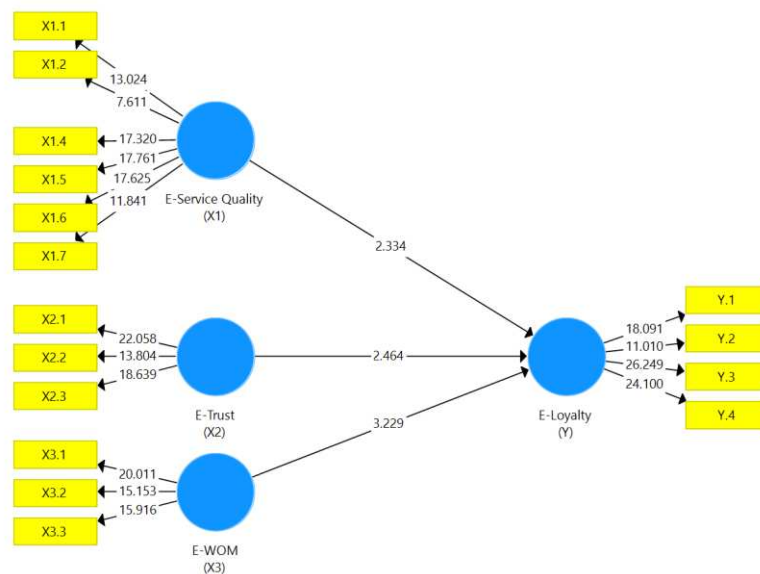 X1.1
X1.2
13.024
7.611
X1.4
17.320
X1.5
17.761
17.625
X1.6
11.841
X1.7
E-Service Quality
(X1)
2.334
X2.1
22.058
X2.2
13.804
X2.3
18.639
E-Trust
(X2)
2.464
X3.1
20.011
X3.2
15.153
X3.3
15.916
E-WOM
(X3)
3.229
E-Loyalty
(Y)
Y.1
18.091
Y.2
11.010
Y.3
26.249
24.100
Y.4